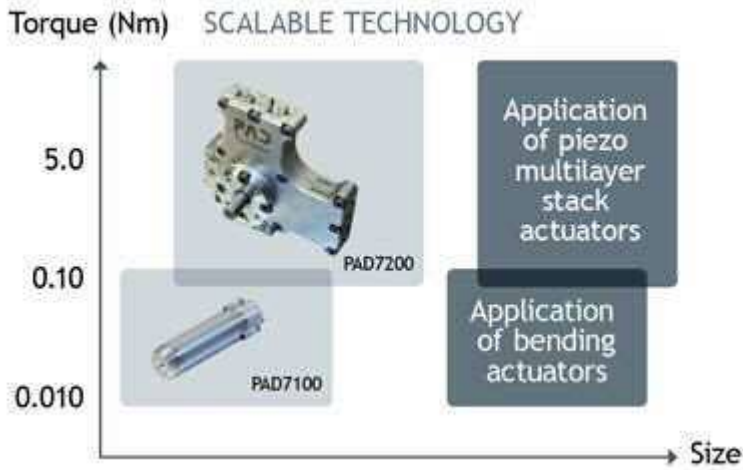 Torque (Nm) SCALABLE TECHNOLOGY
5.0
0.10
0.010
PAD
PAD7200
PAD7100
Application
of piezo
multilayer
stack
actuators
Application
of bending
actuators
Size